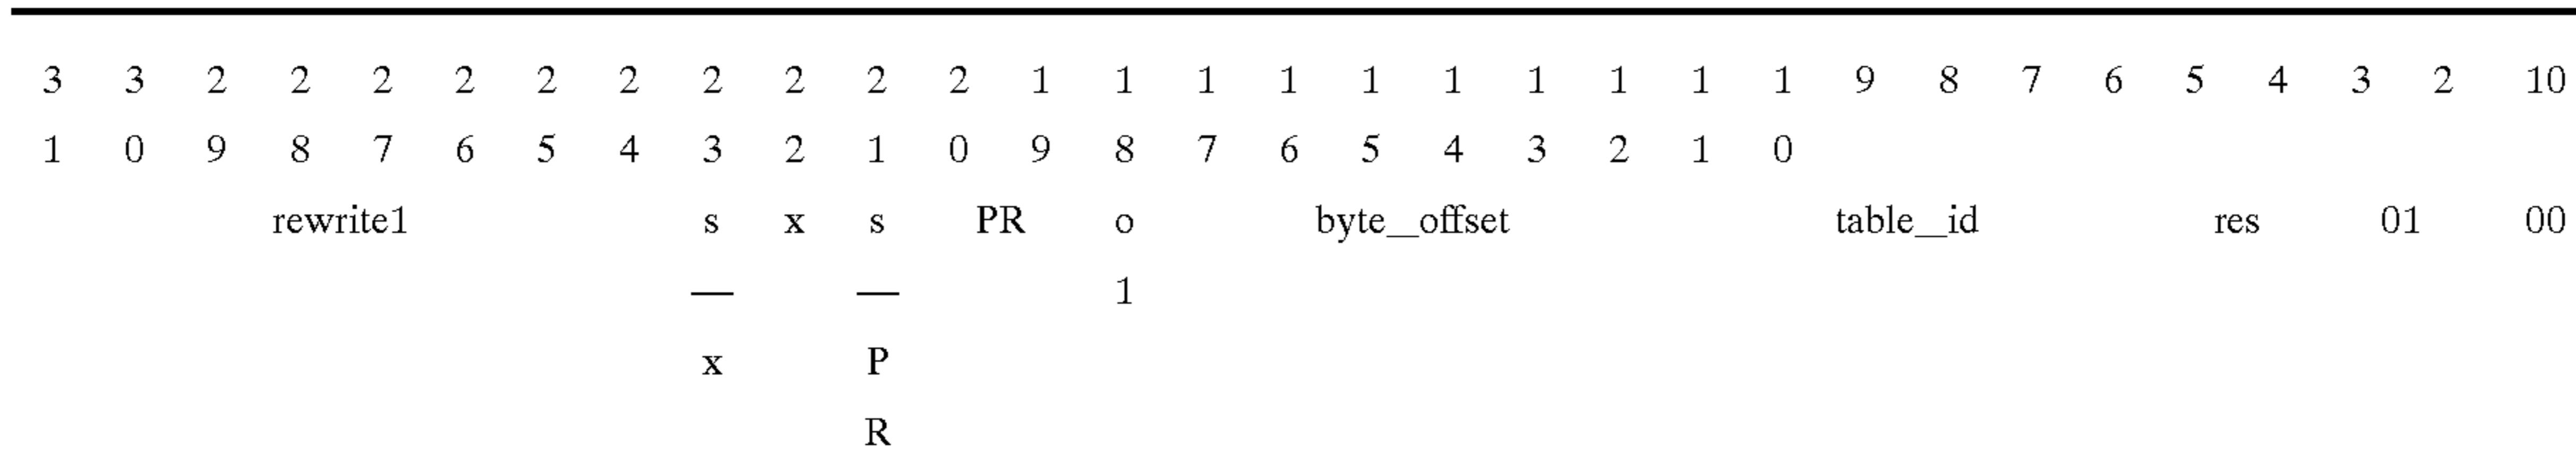 3 3 2 2 2 2 2 2 2 2 2 2 1 1 1 1 1 1 1 1 1 1 9 8 7 6 5 4 3 2 10
1 0 9 8 7 6 5 4 3 2 1 0 9 8 7 6 5 4 3 2 1 0
rewrite1 s x s PR o byte_offset table_id res 01 00
— — 1
x P
R